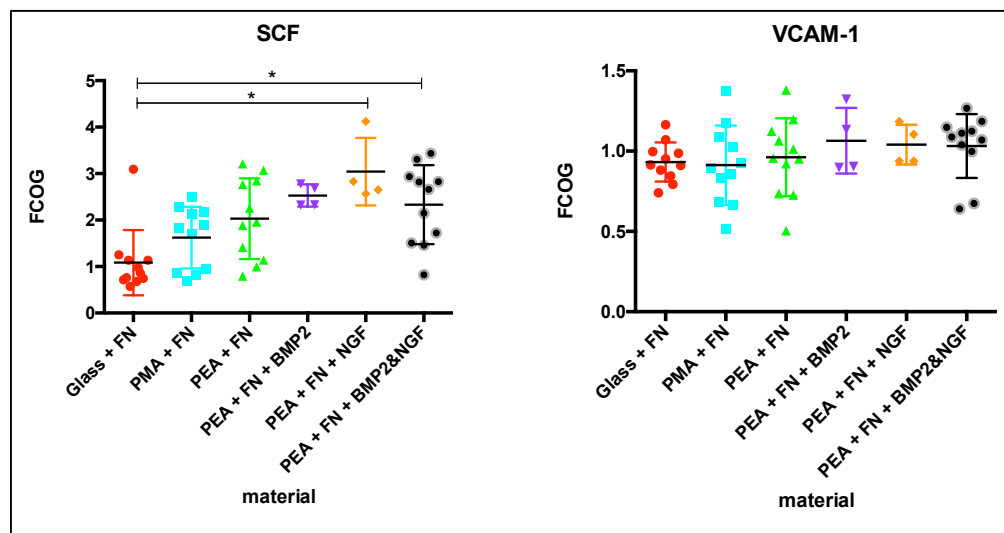 SCF
*
*
5
4
3
2
1
0
FCOG
Glass + FN
PMA + FN
PEA + FN
PEA + FN + BMP2
PEA + FN + NGF
PEA + FN + BMP2&NGF
material
VCAM-1
1.5
1.0
0.5
0.0
FCOG
Glass + FN
PMA + FN
PEA + FN
PEA + FN + BMP2
PEA + FN + NGF
PEA + FN + BMP2&NGF
material